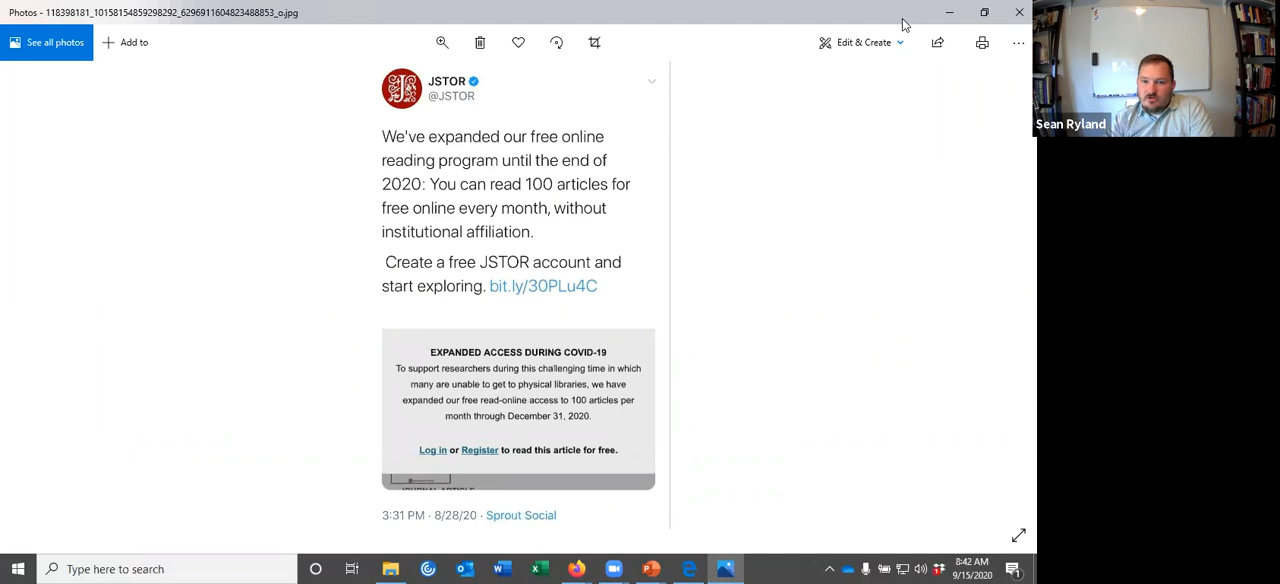 Photos - 118398181_10158154859298292_6296911604823488853_o.jpg
See all photos
Add to
Edit & Create
Sean Ryland
JSTOR
@JSTOR
We've expanded our free online
reading program until the end of
2020: You can read 100 articles for
free online every month, without
institutional affiliation.
Create a free JSTOR account and
start exploring. bit.ly/30PLu4C
EXPANDED ACCESS DURING COVID-19
To support researchers during this challenging time in which
many are unable to get to physical libraries, we have
expanded our free read-online access to 100 articles per
month through December 31, 2020.
Log in or Register to read this article for free.
3:31 PM · 8/28/20 · Sprout Social
Type here to search
8:42 AM
9/15/2020
1